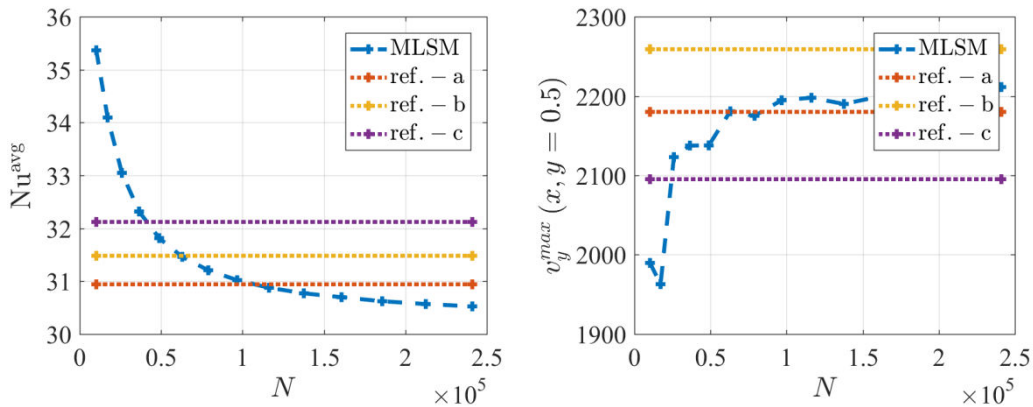 36
35
34
33
32
31
30
Nu^avg
0
0.5
1
1.5
2
2.5
N
×10^5
MLSM
ref. – a
ref. – b
ref. – c
2300
2200
2100
2000
1900
v_y^max (x, y = 0.5)
0
0.5
1
1.5
2
2.5
N
×10^5
MLSM
ref. – a
ref. – b
ref. – c